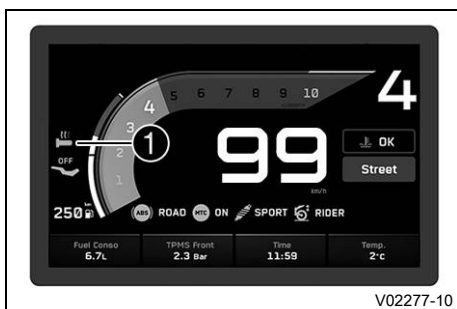 4
5 6 7 8 9 10
4
3
2
1
1
OFF
99
km/h
OK
Street
250 km
ABS ROAD MTC ON SPORT RIDER
Fuel Conso
6.7L
TPMS Front
2.3 Bar
Time
11:59
Temp.
2°C
V02277-10